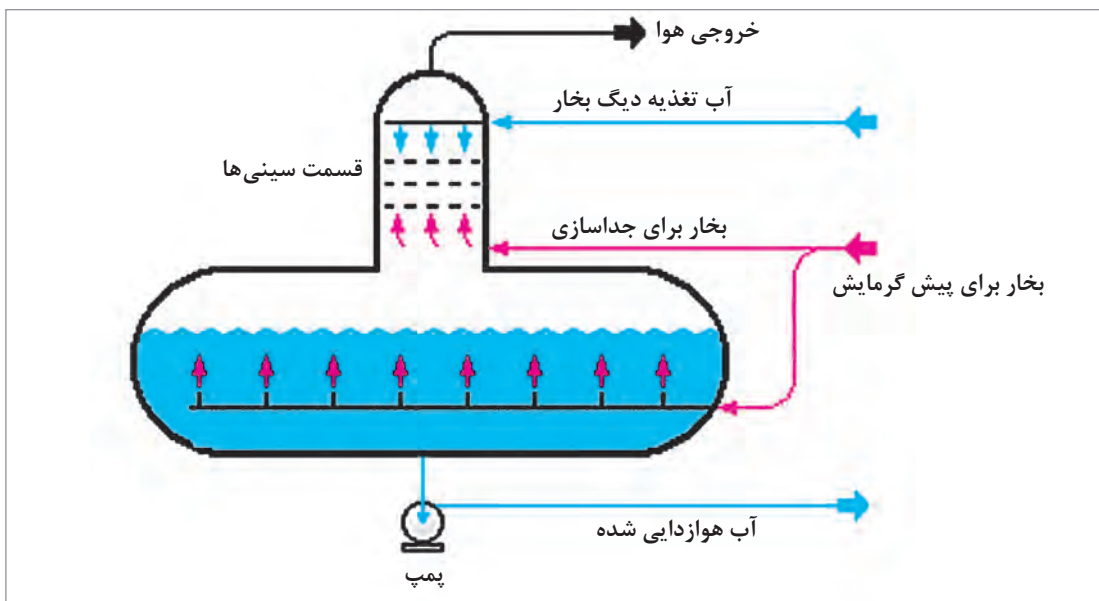 خروجی هوا
آب تغذیه دیگ بخار
قسمت سینی‌ها
بخار برای جداسازی
بخار برای پیش گرمایش
آب هوازدایی شده
پمپ